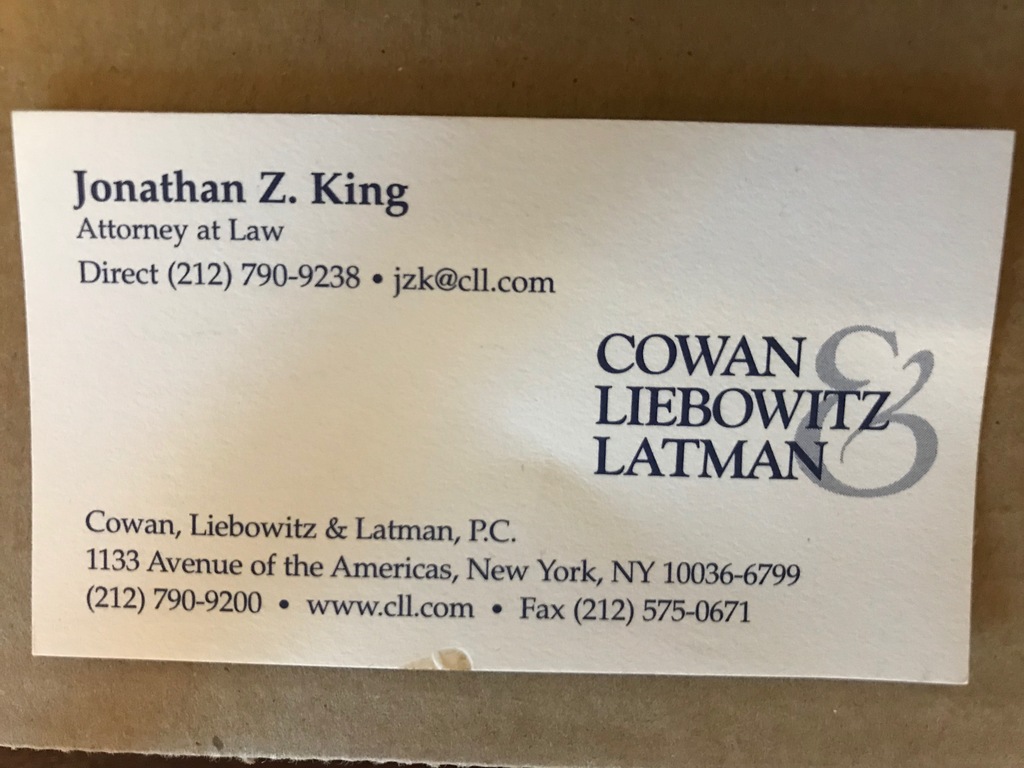 Jonathan Z. King
Attorney at Law
Direct (212) 790-9238 • jzk@cll.com
COWAN
LIEBOWITZ
LATMAN
&
Cowan, Liebowitz & Latman, P.C.
1133 Avenue of the Americas, New York, NY 10036-6799
(212) 790-9200 • www.cll.com • Fax (212) 575-0671